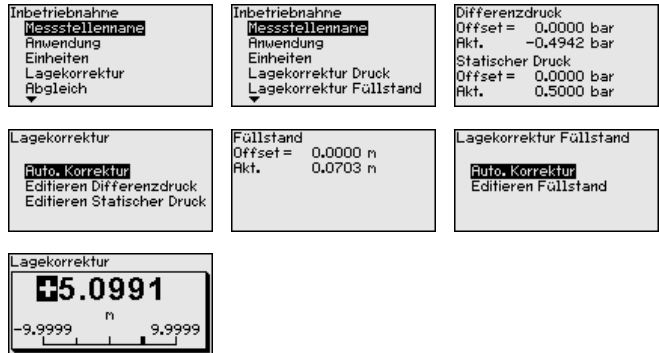 Inbetriebnahme
Messstellenname
Anwendung
Einheiten
Lagekorrektur
Abgleich
Inbetriebnahme
Messstellenname
Anwendung
Einheiten
Lagekorrektur Druck
Lagekorrektur Füllstand
Differenzdruck
Offset = 0.0000 bar
Akt. -0.4942 bar
Statischer Druck
Offset = 0.0000 bar
Akt. 0.5000 bar
Lagekorrektur
Auto. Korrektur
Editieren Differenzdruck
Editieren Statischer Druck
Füllstand
Offset = 0.0000 m
Akt. 0.0703 m
Lagekorrektur Füllstand
Auto. Korrektur
Editieren Füllstand
Lagekorrektur
+5.0991
m
-9.9999 9.9999